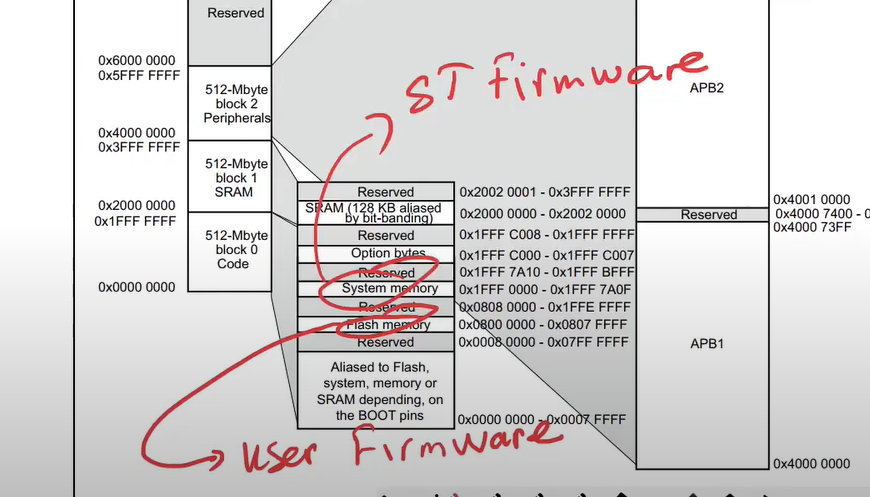 Reserved
0x6000 0000
0x5FFF FFFF
512-Mbyte
block 2
Peripherals
0x4000 0000
0x3FFF FFFF
512-Mbyte
block 1
SRAM
0x2000 0000
0x1FFF FFFF
512-Mbyte
block 0
Code
0x0000 0000
ST Firmware
Reserved 0x2002 0001 - 0x3FFF FFFF
SRAM (128 KB aliased
by bit-banding) 0x2000 0000 - 0x2002 0000
Reserved 0x1FFF C008 - 0x1FFF FFFF
Option bytes 0x1FFF C000 - 0x1FFF C007
Reserved 0x1FFF 7A10 - 0x1FFF BFFF
System memory 0x1FFF 0000 - 0x1FFF 7A0F
Reserved 0x0808 0000 - 0x1FFE FFFF
Flash memory 0x0800 0000 - 0x0807 FFFF
Reserved 0x0008 0000 - 0x07FF FFFF
Aliased to Flash,
system, memory or
SRAM depending, on
the BOOT pins
0x0000 0000 - 0x0007 FFFF
User Firmware
APB2
0x4001 0000
Reserved 0x4000 7400 - 0
0x4000 73FF
APB1
0x4000 0000